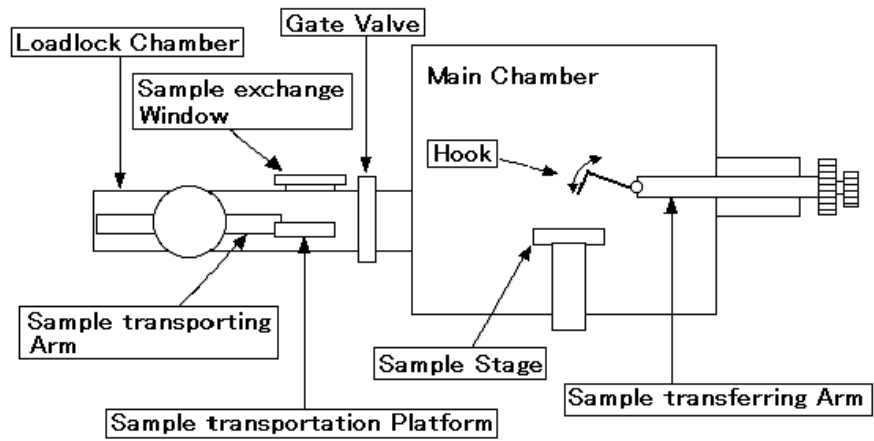 Gate Valve
Loadlock Chamber
Main Chamber
Sample exchange
Window
Hook
Sample transporting
Arm
Sample Stage
Sample transferring Arm
Sample transportation Platform